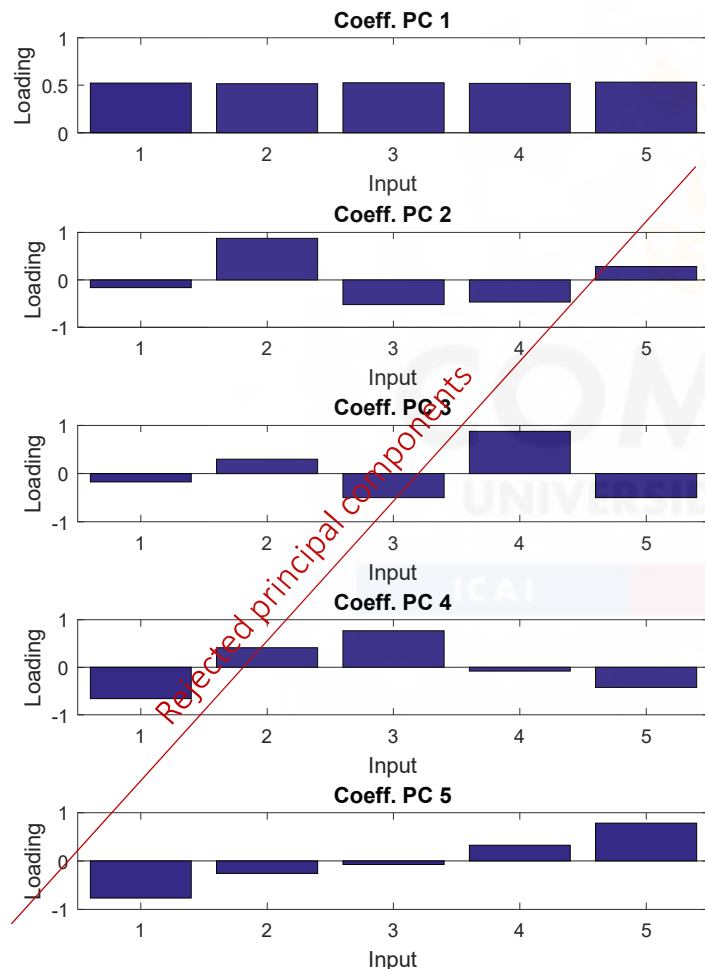 Coeff. PC 1
1
0.5
0
Loading
1 2 3 4 5
Input
Coeff. PC 2
1
0
-1
Loading
1 2 3 4 5
Input
Coeff. PC 3
1
0
-1
Loading
1 2 3 4 5
Input
Coeff. PC 4
1
0
-1
Loading
1 2 3 4 5
Input
Coeff. PC 5
1
0
-1
Loading
1 2 3 4 5
Input
Rejected principal components
COM
UNIVERSID
ICAI